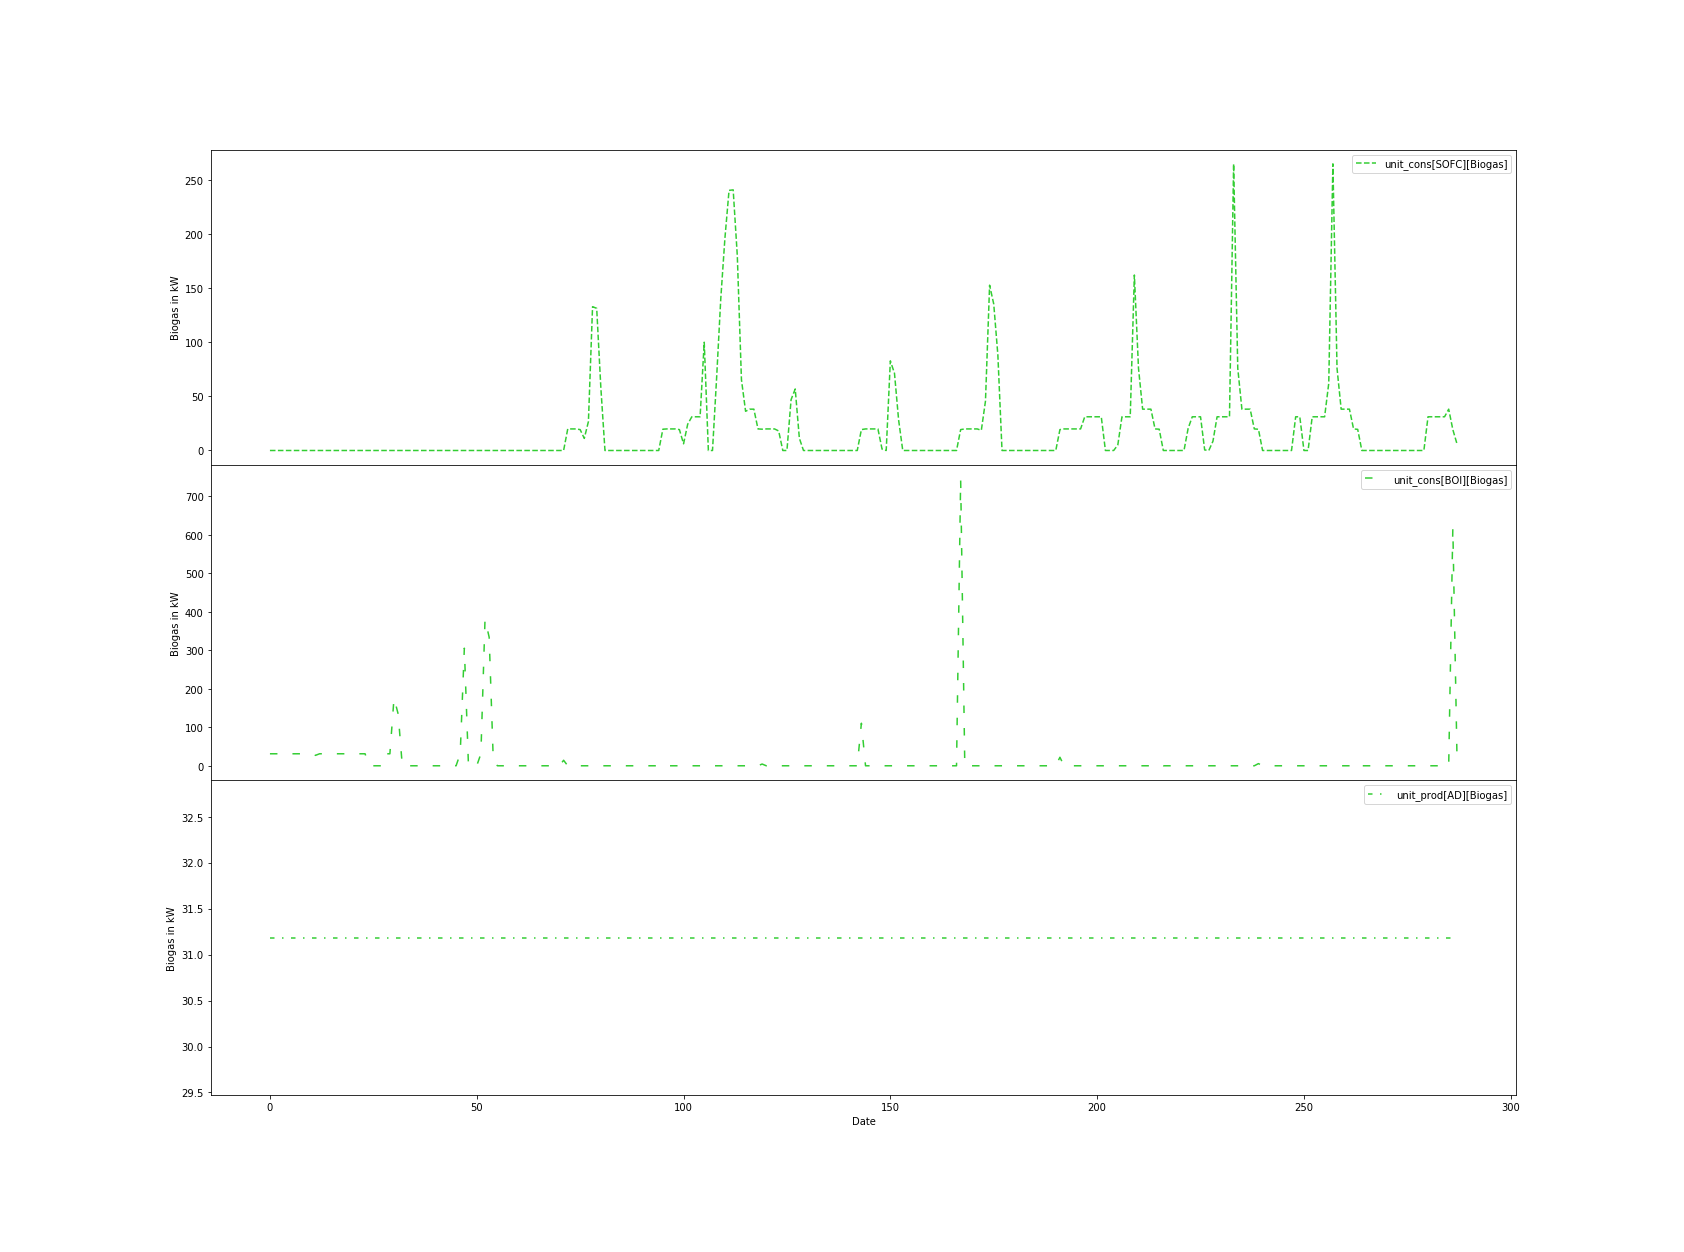 unit_cons[SOFC][Biogas]
250
200
150
100
50
0
Biogas in kW
unit_cons[BOI][Biogas]
700
600
500
400
300
200
100
0
Biogas in kW
unit_prod[AD][Biogas]
32.5
32.0
31.5
31.0
30.5
30.0
29.5
Biogas in kW
0 50 100 150 200 250 300
Date